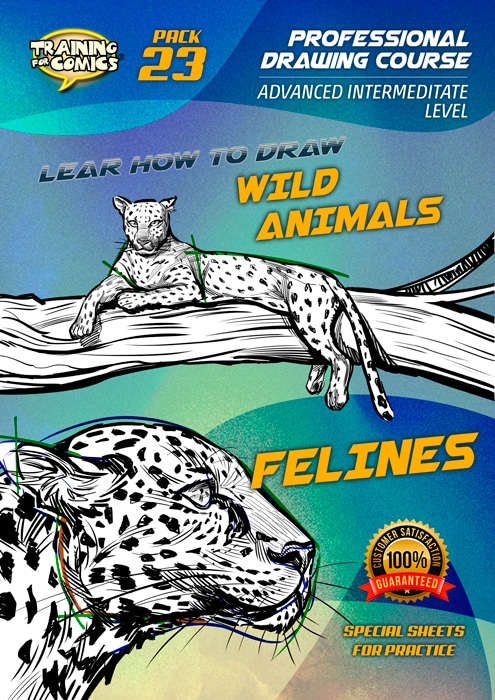 TRAINING
FOR COMICS®
PACK
23
PROFESSIONAL
DRAWING COURSE
ADVANCED INTERMEDITATE
LEVEL
LEAR HOW TO DRAW
WILD
ANIMALS
FELINES
CUSTOMER SATISFACTION
100%
GUARANTEED
SPECIAL SHEETS
FOR PRACTICE